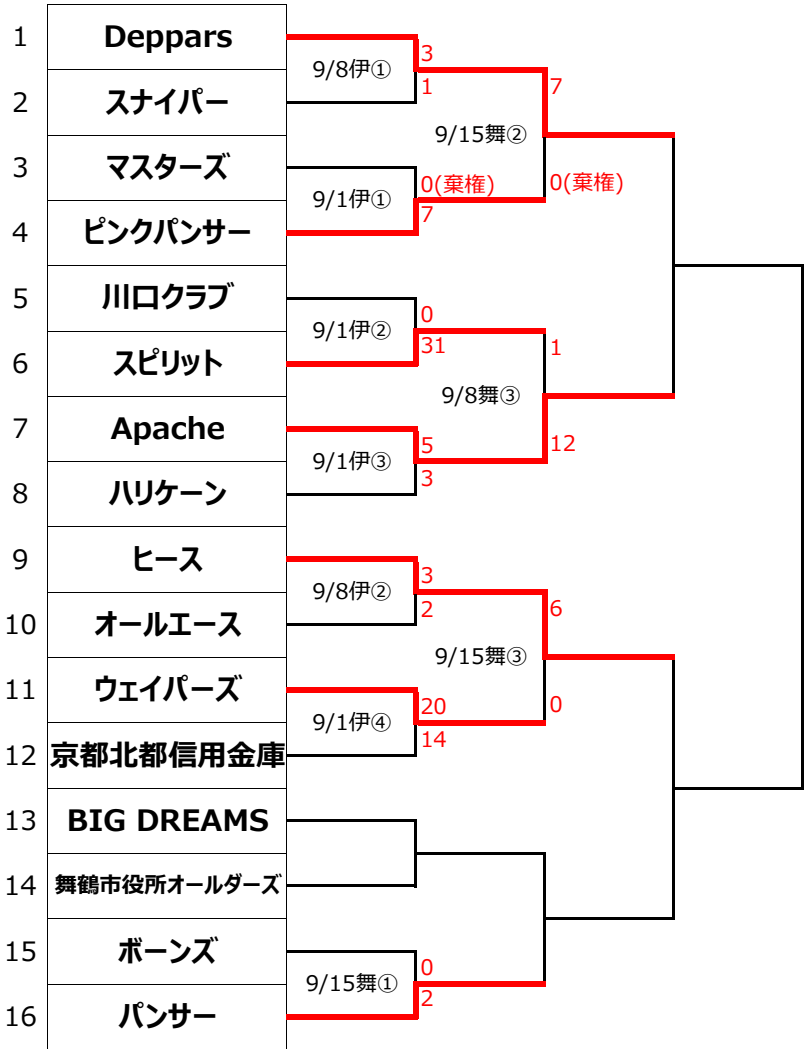 1 Deppars
3
9/8伊①
1
7
2 スナイパー
9/15舞②
3 マスターズ
0(棄権)
0(棄権)
9/1伊①
7
4 ピンクパンサー
5 川口クラブ
0
9/1伊②
31
1
6 スピリット
9/8舞③
7 Apache
5
12
9/1伊③
3
8 ハリケーン
9 ヒース
3
9/8伊②
2
6
10 オールエース
9/15舞③
11 ウェイパーズ
20
0
9/1伊④
14
12 京都北都信用金庫
13 BIG DREAMS
14 舞鶴市役所オールダーズ
15 ボーンズ
0
9/15舞①
2
16 パンサー